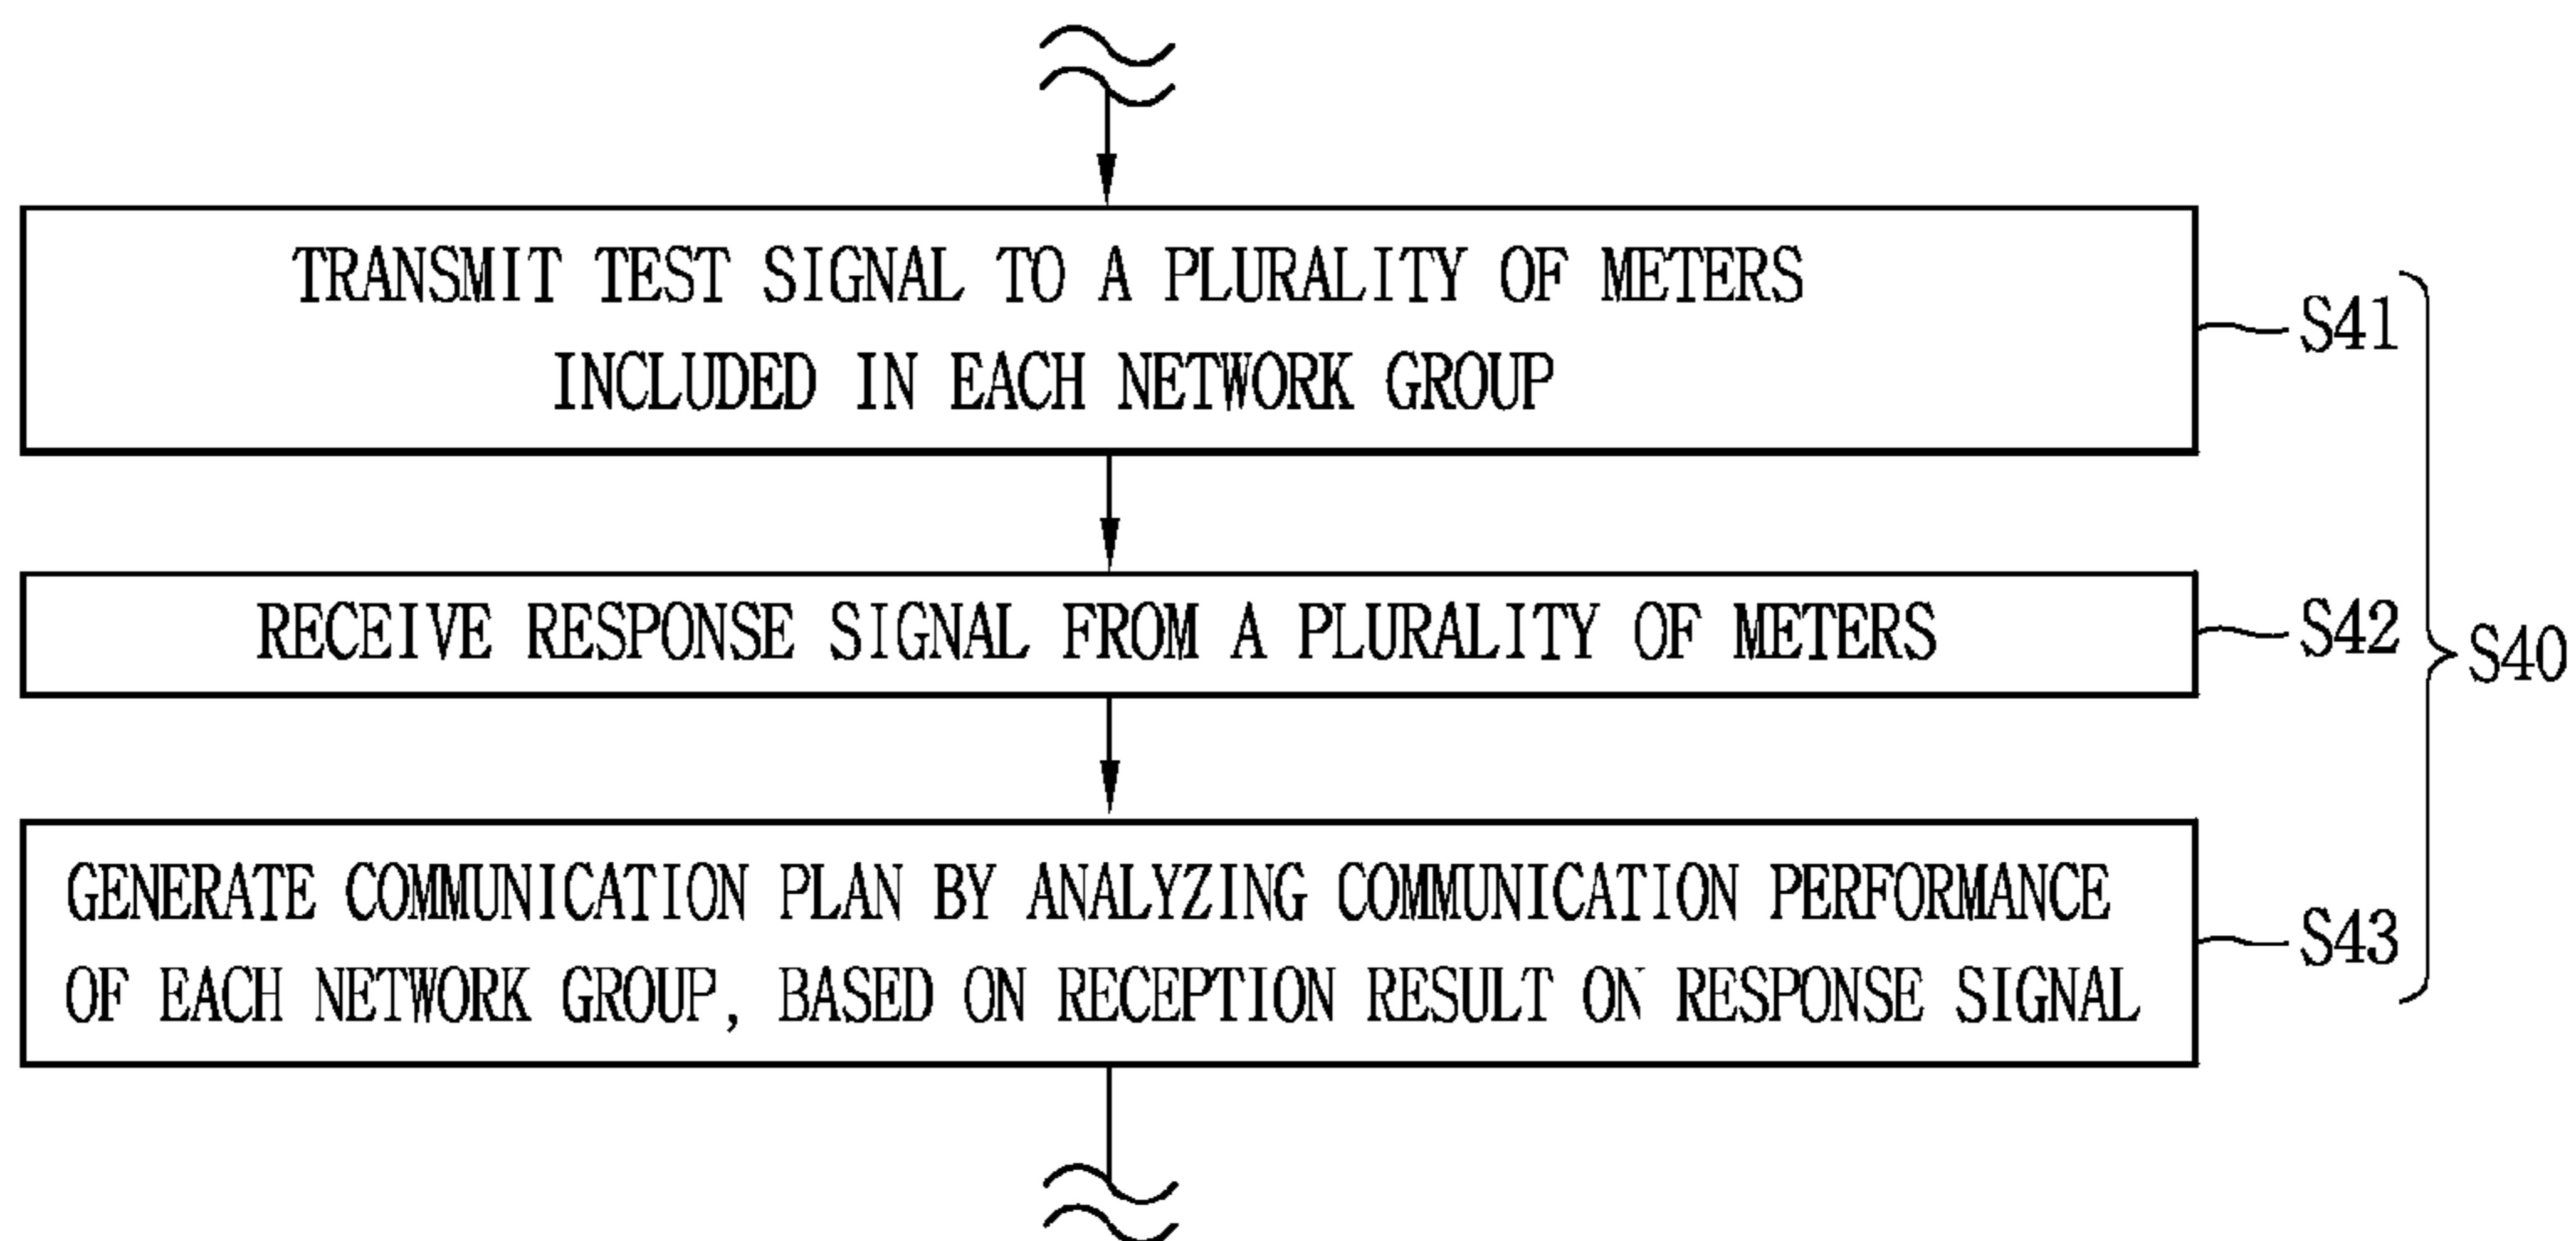 TRANSMIT TEST SIGNAL TO A PLURALITY OF METERS
INCLUDED IN EACH NETWORK GROUP
S41
RECEIVE RESPONSE SIGNAL FROM A PLURALITY OF METERS
S42
S40
GENERATE COMMUNICATION PLAN BY ANALYZING COMMUNICATION PERFORMANCE
OF EACH NETWORK GROUP, BASED ON RECEPTION RESULT ON RESPONSE SIGNAL
S43